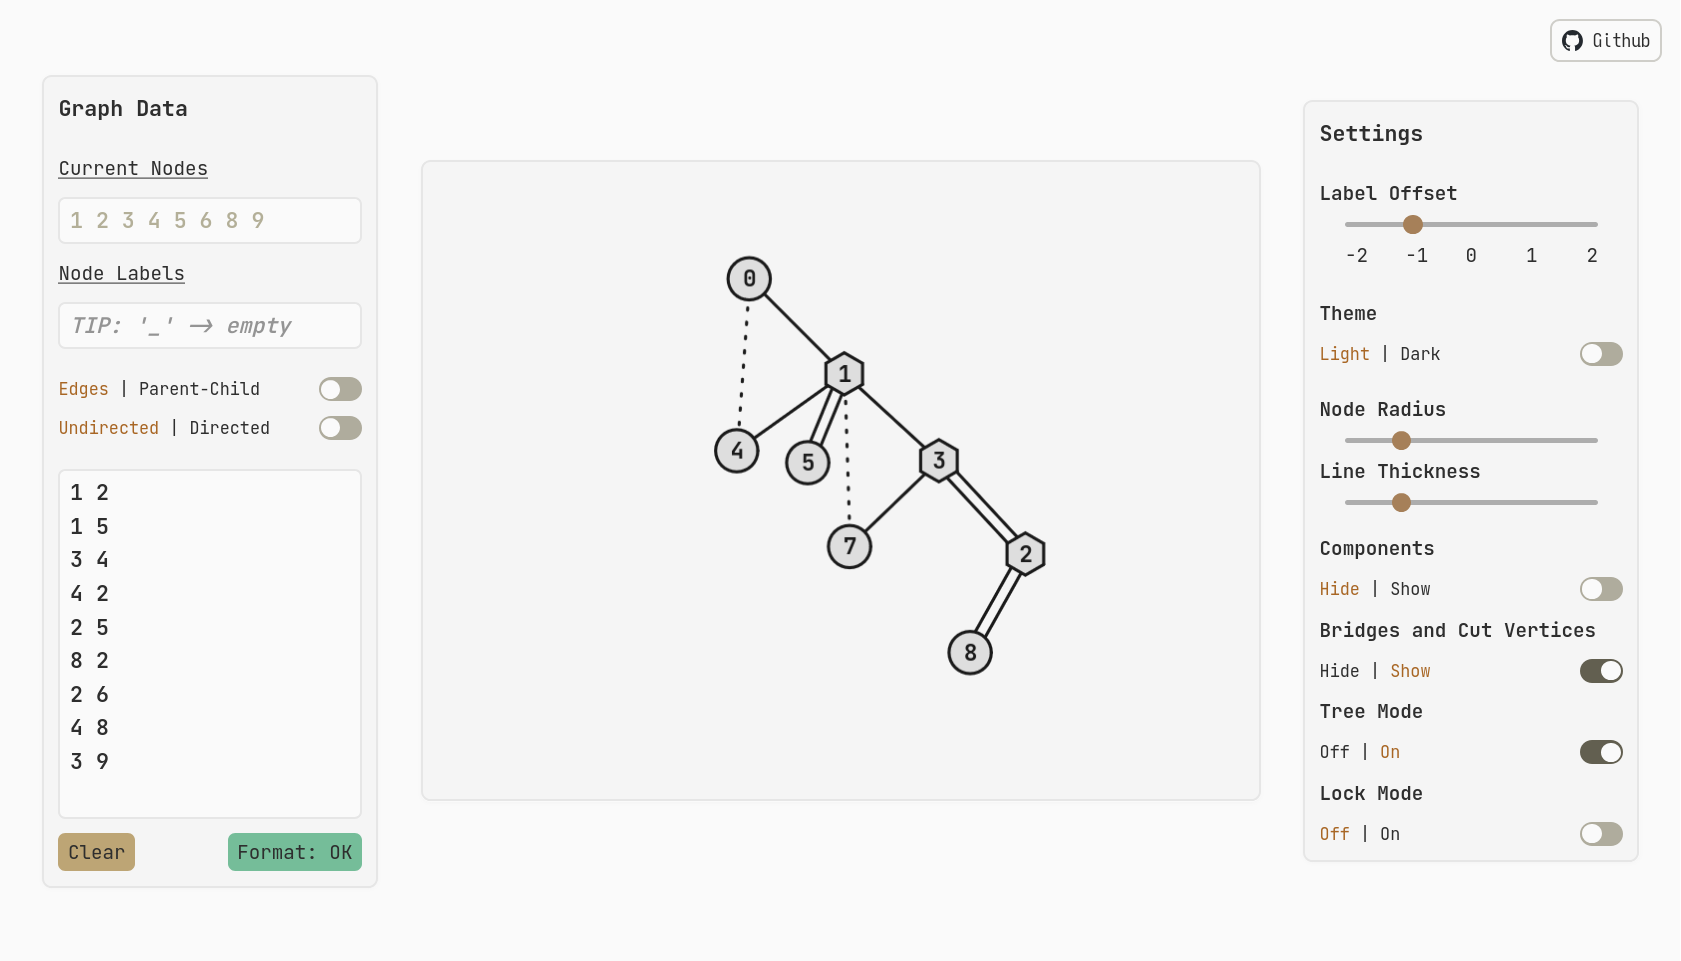 Github
Graph Data
Current Nodes
1 2 3 4 5 6 8 9
Node Labels
TIP: '_' -> empty
Edges | Parent-Child
Undirected | Directed
1 2
1 5
3 4
4 2
2 5
8 2
2 6
4 8
3 9
Clear
Format: OK
0
1
4
5
3
7
2
8
Settings
Label Offset
-2 -1 0 1 2
Theme
Light | Dark
Node Radius
Line Thickness
Components
Hide | Show
Bridges and Cut Vertices
Hide | Show
Tree Mode
Off | On
Lock Mode
Off | On